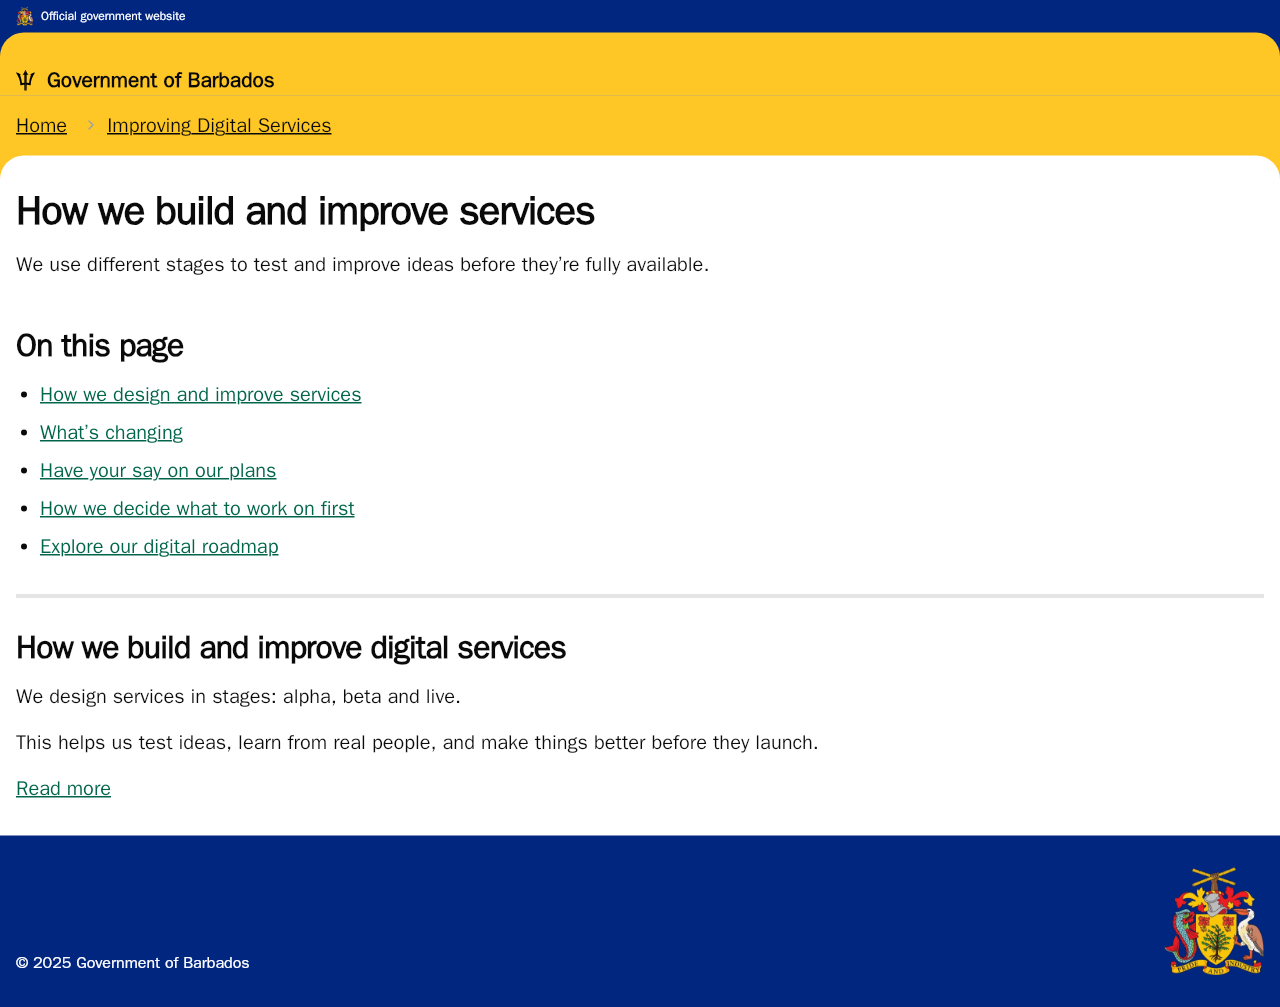 Official government website
Government of Barbados
Home
Improving Digital Services
How we build and improve services
We use different stages to test and improve ideas before they’re fully available.
On this page
How we design and improve services
What’s changing
Have your say on our plans
How we decide what to work on first
Explore our digital roadmap
How we build and improve digital services
We design services in stages: alpha, beta and live.
This helps us test ideas, learn from real people, and make things better before they launch.
Read more
PRIDE AND INDUSTRY
© 2025 Government of Barbados